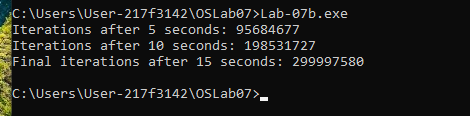 C:\Users\User-217f3142\OSLab07>Lab-07b.exe
Iterations after 5 seconds: 95684677
Iterations after 10 seconds: 198531727
Final iterations after 15 seconds: 299997580
C:\Users\User-217f3142\OSLab07>